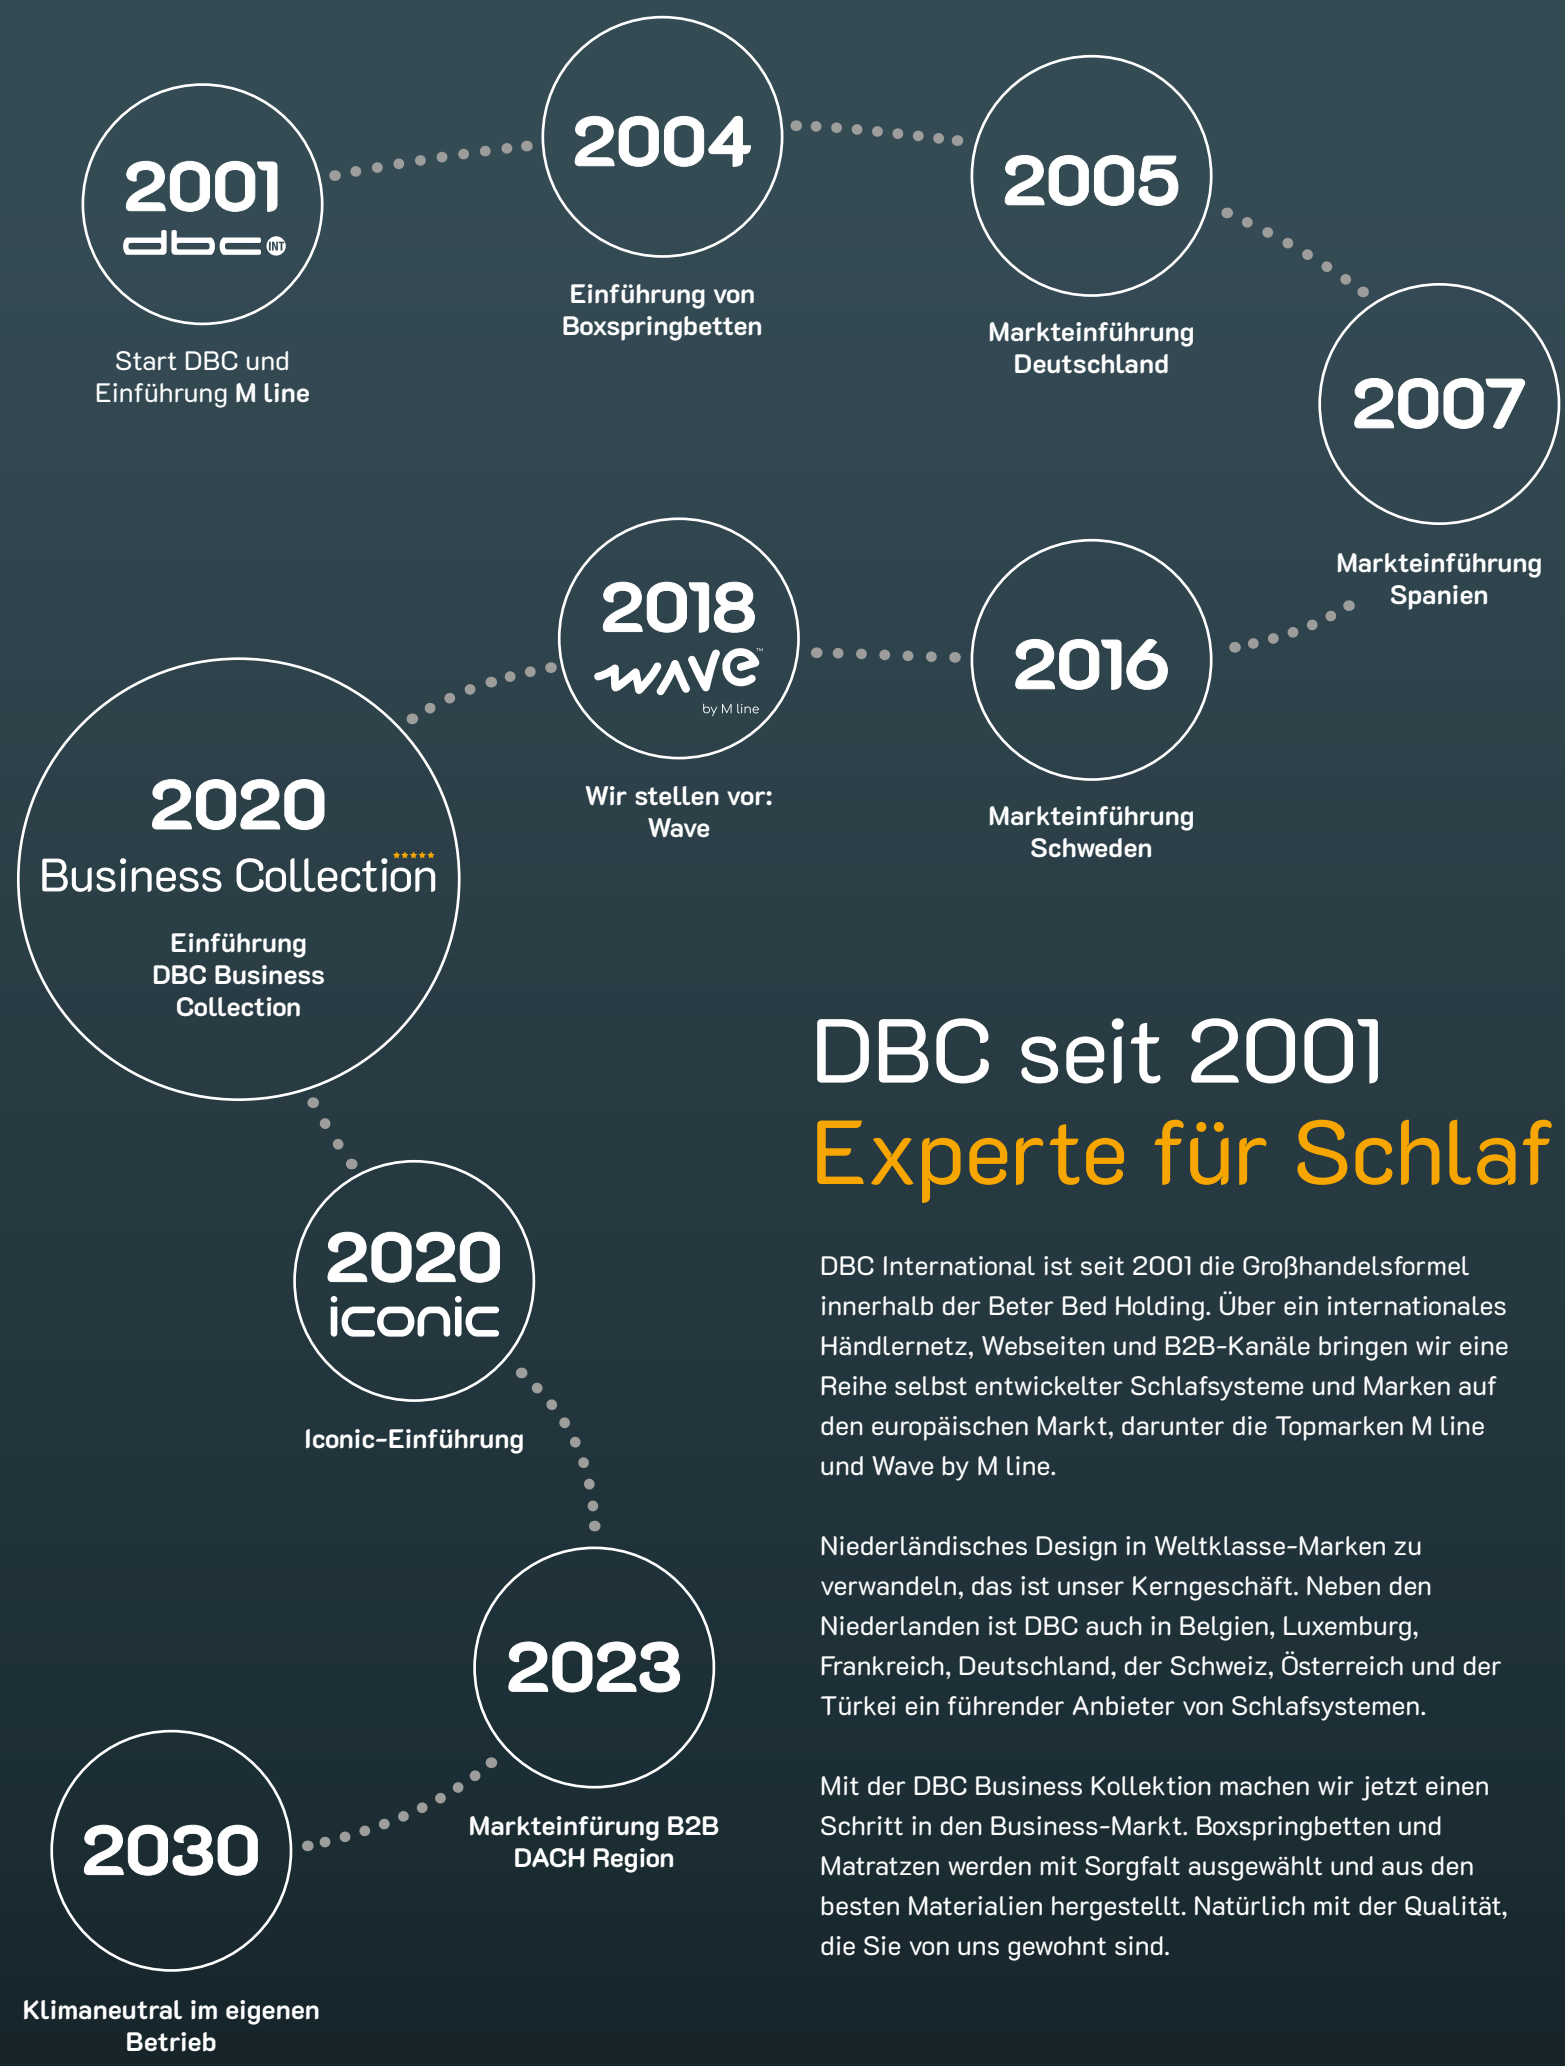 2001
dbc INT
Start DBC und
Einführung M line
2004
Einführung von
Boxspringbetten
2005
Markteinführung
Deutschland
2007
Markteinführung
Spanien
2016
Markteinführung
Schweden
2018
wave™
by M line
Wir stellen vor:
Wave
2020
Business Collection
Einführung
DBC Business
Collection
2020
iconic
Iconic-Einführung
2023
Markteinfürung B2B
DACH Region
2030
Klimaneutral im eigenen
Betrieb
DBC seit 2001
Experte für Schlaf
DBC International ist seit 2001 die Großhandelsformel
innerhalb der Beter Bed Holding. Über ein internationales
Händlernetz, Webseiten und B2B-Kanäle bringen wir eine
Reihe selbst entwickelter Schlafsysteme und Marken auf
den europäischen Markt, darunter die Topmarken M line
und Wave by M line.
Niederländisches Design in Weltklasse-Marken zu
verwandeln, das ist unser Kerngeschäft. Neben den
Niederlanden ist DBC auch in Belgien, Luxemburg,
Frankreich, Deutschland, der Schweiz, Österreich und der
Türkei ein führender Anbieter von Schlafsystemen.
Mit der DBC Business Kollektion machen wir jetzt einen
Schritt in den Business-Markt. Boxspringbetten und
Matratzen werden mit Sorgfalt ausgewählt und aus den
besten Materialien hergestellt. Natürlich mit der Qualität,
die Sie von uns gewohnt sind.